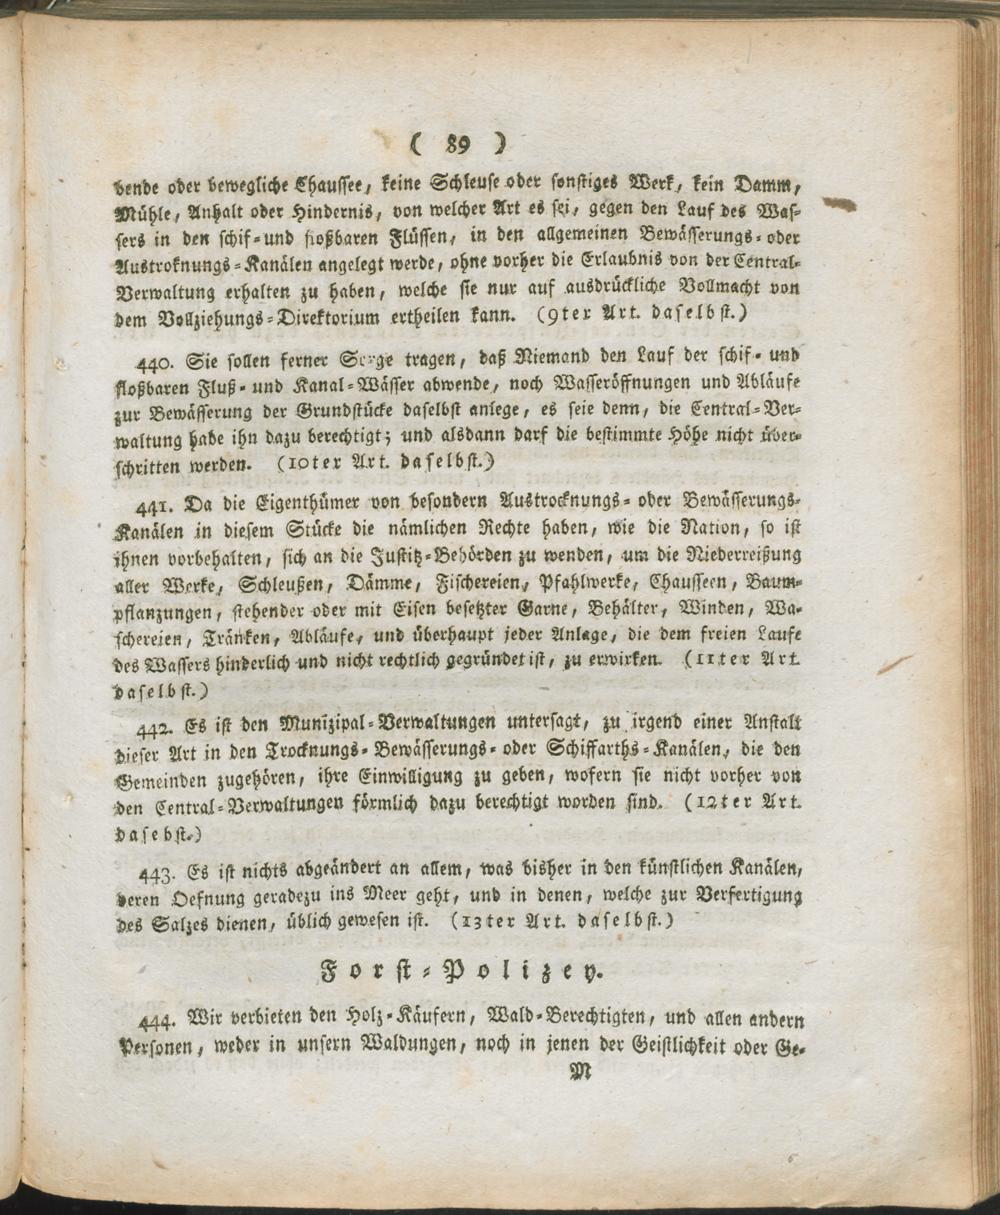 ( 89 )
bende oder bewegliche Chaussee, keine Schleuse oder sonstiges Werk, kein Damm,
Mühle, Anhalt oder Hindernis, von welcher Art es sei, gegen den Lauf des Was-
sers in den schif-und floßbaren Flüssen, in den allgemeinen Bewässerungs- oder
Austroknungs-Kanälen angelegt werde, ohne vorher die Erlaubnis von der Central-
Verwaltung erhalten zu haben, welche sie nur auf ausdrückliche Vollmacht von
dem Vollziehungs-Direktorium ertheilen kann. (9ter Art. daselbst.)
440. Sie sollen ferner Sorge tragen, daß Niemand den Lauf der schif- und
floßbaren Fluß- und Kanal-Wässer abwende, noch Wasseröffnungen und Abläufe
zur Bewässerung der Grundstücke daselbst anlege, es seie denn, die Central-Ver-
waltung habe ihn dazu berechtigt; und alsdann darf die bestimmte Höhe nicht über-
schritten werden. (10ter Art. daselbst.)
441. Da die Eigenthümer von besondern Austrocknungs- oder Bewässerungs-
Kanälen in diesem Stücke die nämlichen Rechte haben, wie die Nation, so ist
ihnen vorbehalten, sich an die Justitz-Behörden zu wenden, um die Niederreißung
aller Werke, Schleußen, Dämme, Fischereien, Pfahlwerke, Chausseen, Baum-
pflanzungen, stehender oder mit Eisen besetzter Garne, Behälter, Winden, Wa-
schereien, Tränken, Abläufe, und überhaupt jeder Anlage, die dem freien Laufe
des Wassers hinderlich und nicht rechtlich gegründet ist, zu erwirken. (11ter Art.
daselbst.)
442. Es ist den Munizipal-Verwaltungen untersagt, zu irgend einer Anstalt
dieser Art in den Trocknungs- Bewässerungs- oder Schiffarths-Kanälen, die den
Gemeinden zugehören, ihre Einwilligung zu geben, wofern sie nicht vorher von
den Central-Verwaltungen förmlich dazu berechtigt worden sind. (12ter Art.
dasebst.)
443. Es ist nichts abgeändert an allem, was bisher in den künstlichen Kanälen,
deren Oefnung geradezu ins Meer geht, und in denen, welche zur Verfertigung
des Salzes dienen, üblich gewesen ist. (13ter Art. daselbst.)
Forst-Polizey.
444. Wir verbieten den Holz-Käufern, Wald-Berechtigten, und allen andern
Personen, weder in unsern Waldungen, noch in jenen der Geistlichkeit oder Ge-
M